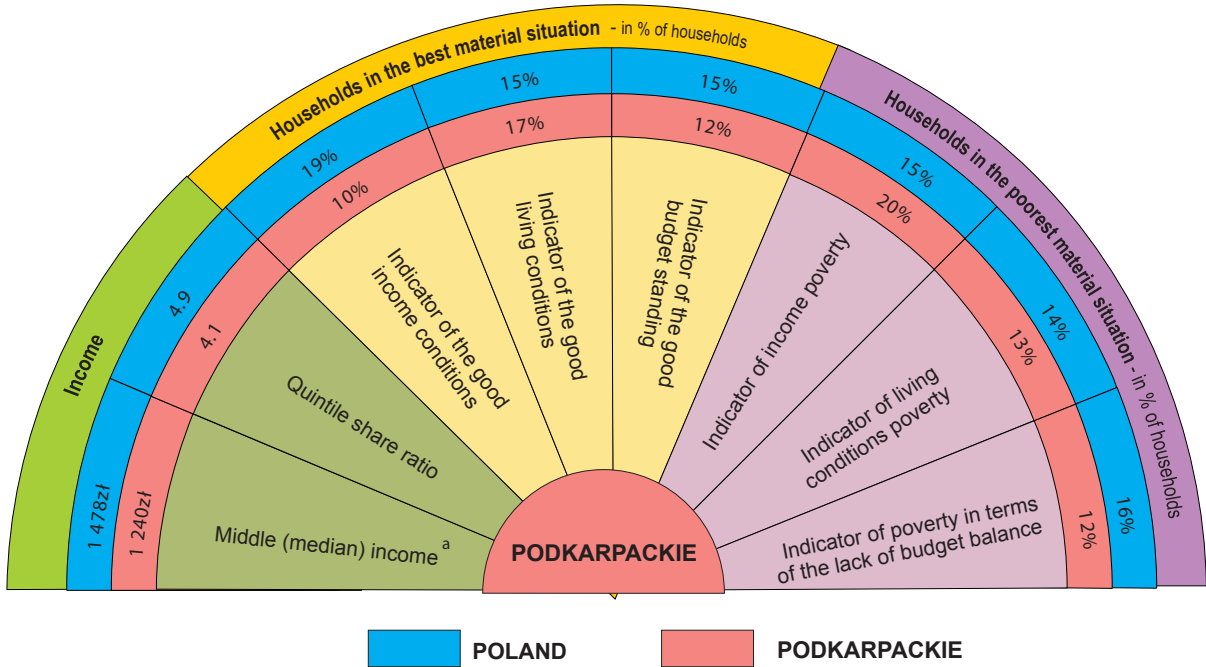 Income
Households in the best material situation - in % of households
Households in the poorest material situation - in % of households
1 478zł
4.9
19%
15%
15%
15%
14%
16%
1 240zł
4.1
10%
17%
12%
20%
13%
12%
Middle (median) income a
Quintile share ratio
Indicator of the good
income conditions
Indicator of the good
living conditions
Indicator of the good
budget standing
Indicator of income poverty
Indicator of living
conditions poverty
Indicator of poverty in terms
of the lack of budget balance
PODKARPACKIE
POLAND
PODKARPACKIE